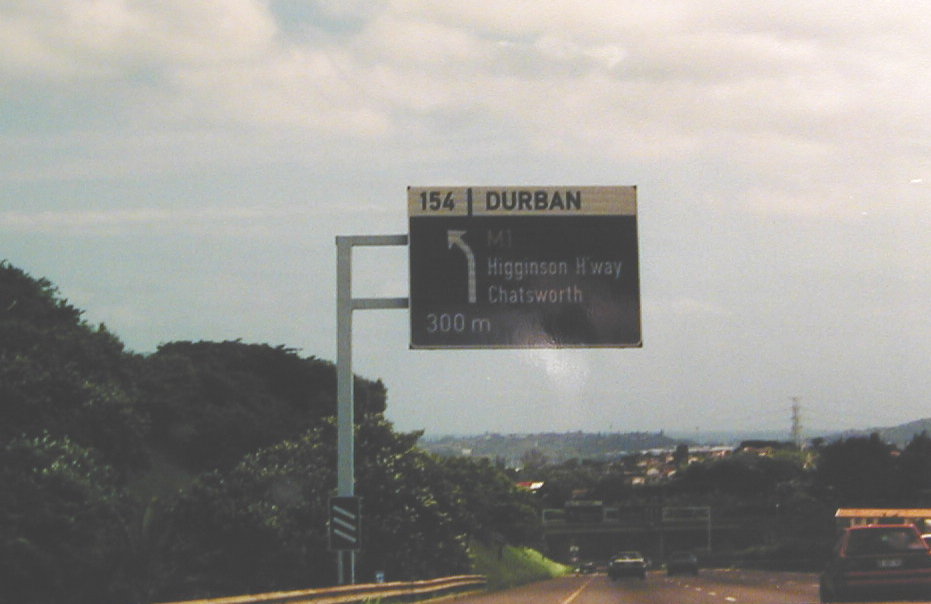 154 DURBAN
M1
Higginson H'way
Chatsworth
300 m